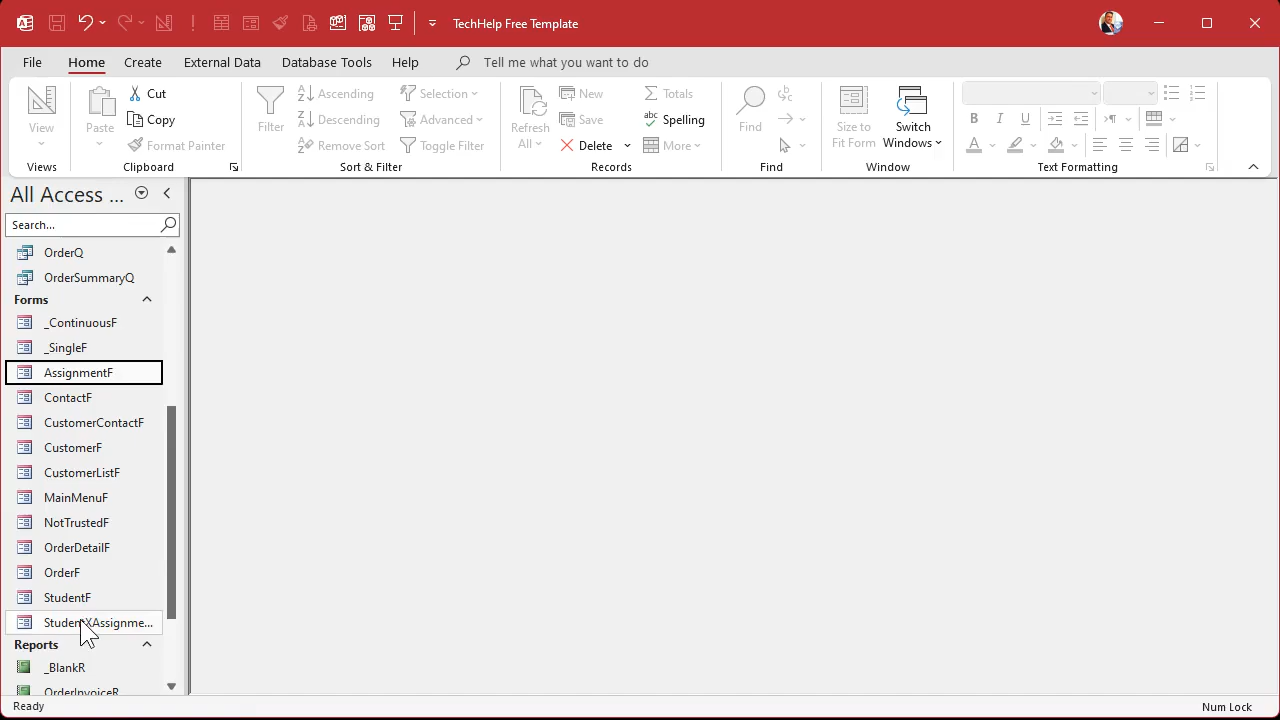 TechHelp Free Template
File Home Create External Data Database Tools Help Tell me what you want to do
View
Views
Paste
Cut
Copy
Format Painter
Clipboard
Filter
Ascending
Descending
Remove Sort
Selection
Advanced
Toggle Filter
Sort & Filter
Refresh
All
New
Save
Delete
Totals
Spelling
More
Records
Find
Find
Size to
Fit Form
Switch
Windows
Window
B I U
A
Text Formatting
All Access ...
Search...
OrderQ
OrderSummaryQ
Forms
_ContinuousF
_SingleF
AssignmentF
ContactF
CustomerContactF
CustomerF
CustomerListF
MainMenuF
NotTrustedF
OrderDetailF
OrderF
StudentF
StudentXAssignme...
Reports
_BlankR
OrderInvoiceR
Ready
Num Lock